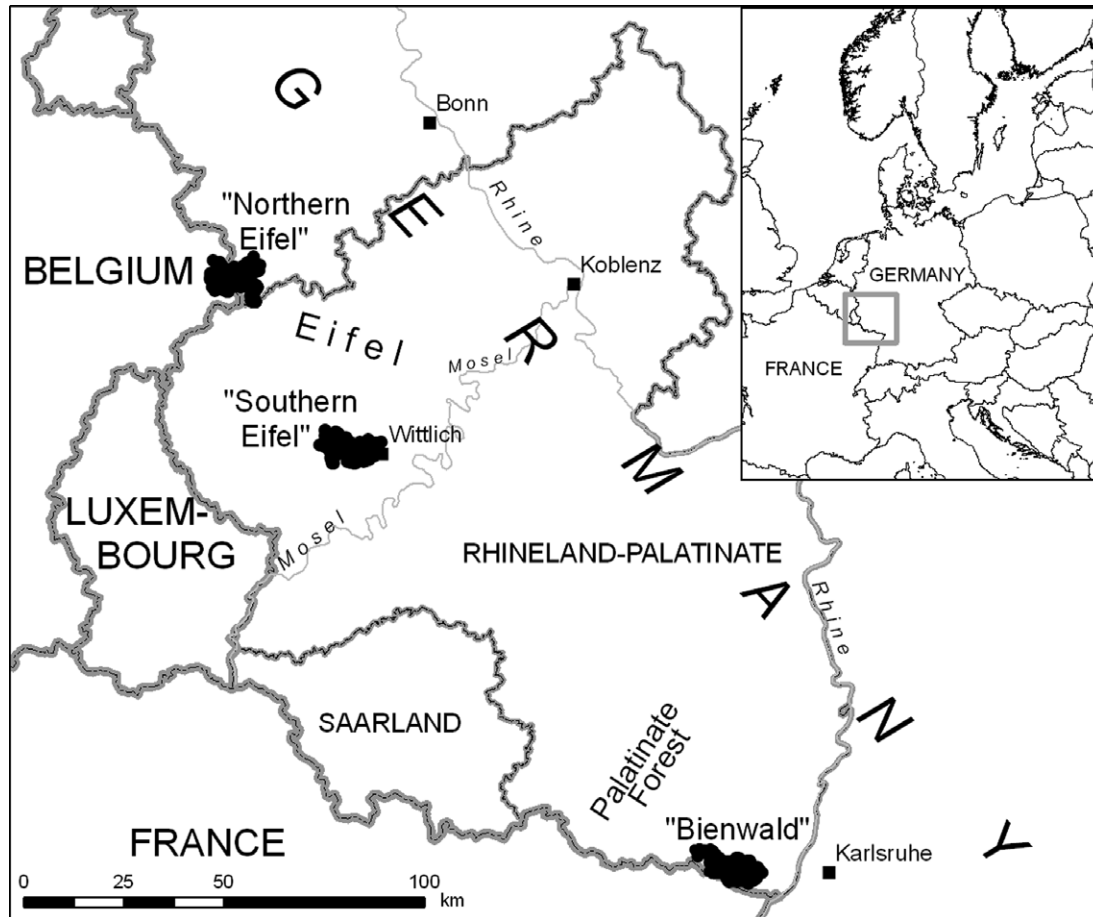 G E R M A N Y
Bonn
"Northern
Eifel"
Rhine
BELGIUM
Koblenz
Eifel
Mosel
"Southern
Eifel"
Wittlich
LUXEM-
BOURG
Mosel
RHINELAND-PALATINATE
Rhine
SAARLAND
Palatinate
Forest
"Bienwald"
FRANCE
Karlsruhe
0 25 50 100
km
GERMANY
FRANCE